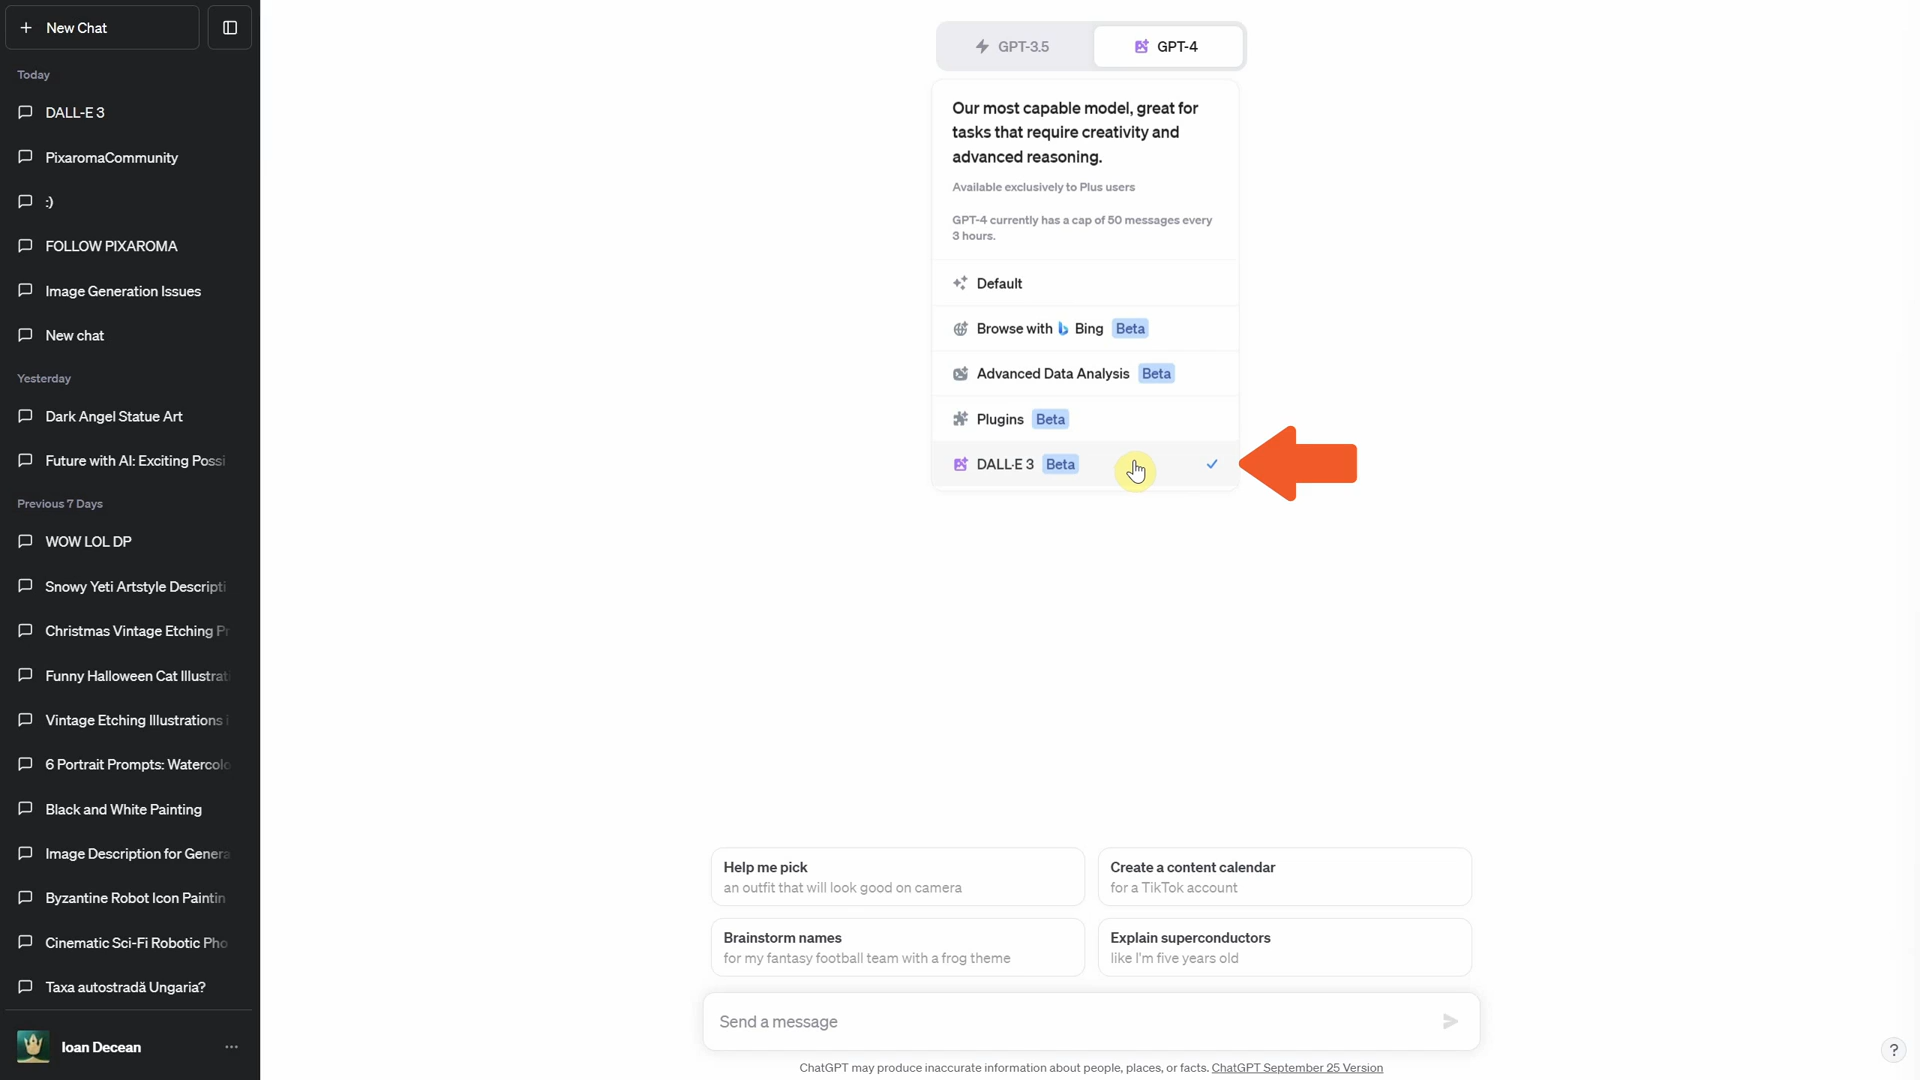 New Chat
Today
DALL-E 3
PixaromaCommunity
:)
FOLLOW PIXAROMA
Image Generation Issues
New chat
Yesterday
Dark Angel Statue Art
Future with AI: Exciting Possi
Previous 7 Days
WOW LOL DP
Snowy Yeti Artstyle Descripti
Christmas Vintage Etching Pr
Funny Halloween Cat Illustrat
Vintage Etching Illustrations i
6 Portrait Prompts: Watercolo
Black and White Painting
Image Description for Genera
Byzantine Robot Icon Paintin
Cinematic Sci-Fi Robotic Pho
Taxa autostradă Ungaria?
Ioan Decean
GPT-3.5
GPT-4
Our most capable model, great for
tasks that require creativity and
advanced reasoning.
Available exclusively to Plus users
GPT-4 currently has a cap of 50 messages every
3 hours.
Default
Browse with Bing Beta
Advanced Data Analysis Beta
Plugins Beta
DALL·E 3 Beta
Help me pick
an outfit that will look good on camera
Create a content calendar
for a TikTok account
Brainstorm names
for my fantasy football team with a frog theme
Explain superconductors
like I'm five years old
Send a message
ChatGPT may produce inaccurate information about people, places, or facts. ChatGPT September 25 Version
?